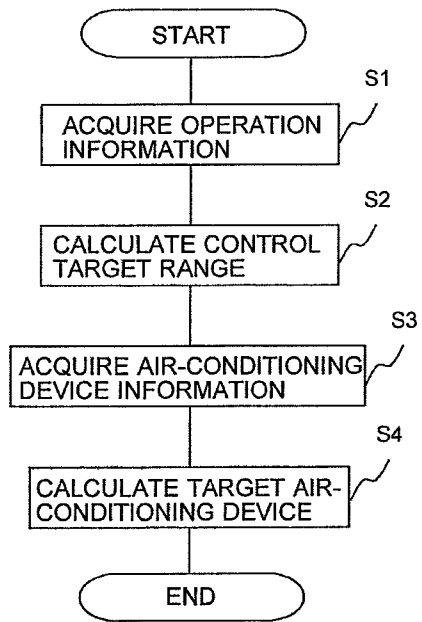 START
S1
ACQUIRE OPERATION
INFORMATION
S2
CALCULATE CONTROL
TARGET RANGE
S3
ACQUIRE AIR-CONDITIONING
DEVICE INFORMATION
S4
CALCULATE TARGET AIR-
CONDITIONING DEVICE
END